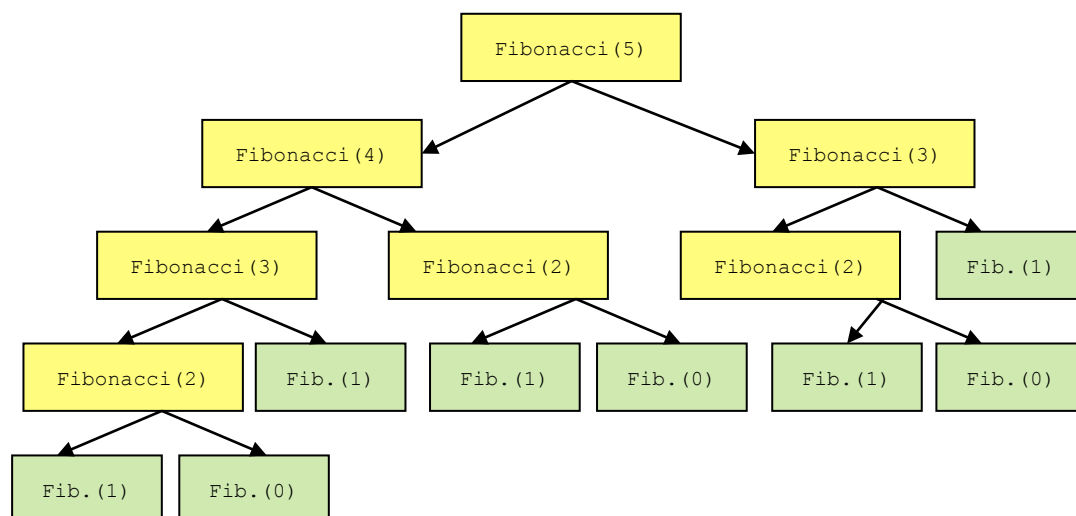 Fibonacci(5)
Fibonacci(4)
Fibonacci(3)
Fibonacci(3)
Fibonacci(2)
Fibonacci(2)
Fib.(1)
Fibonacci(2)
Fib.(1)
Fib.(1)
Fib.(0)
Fib.(1)
Fib.(0)
Fib.(1)
Fib.(0)